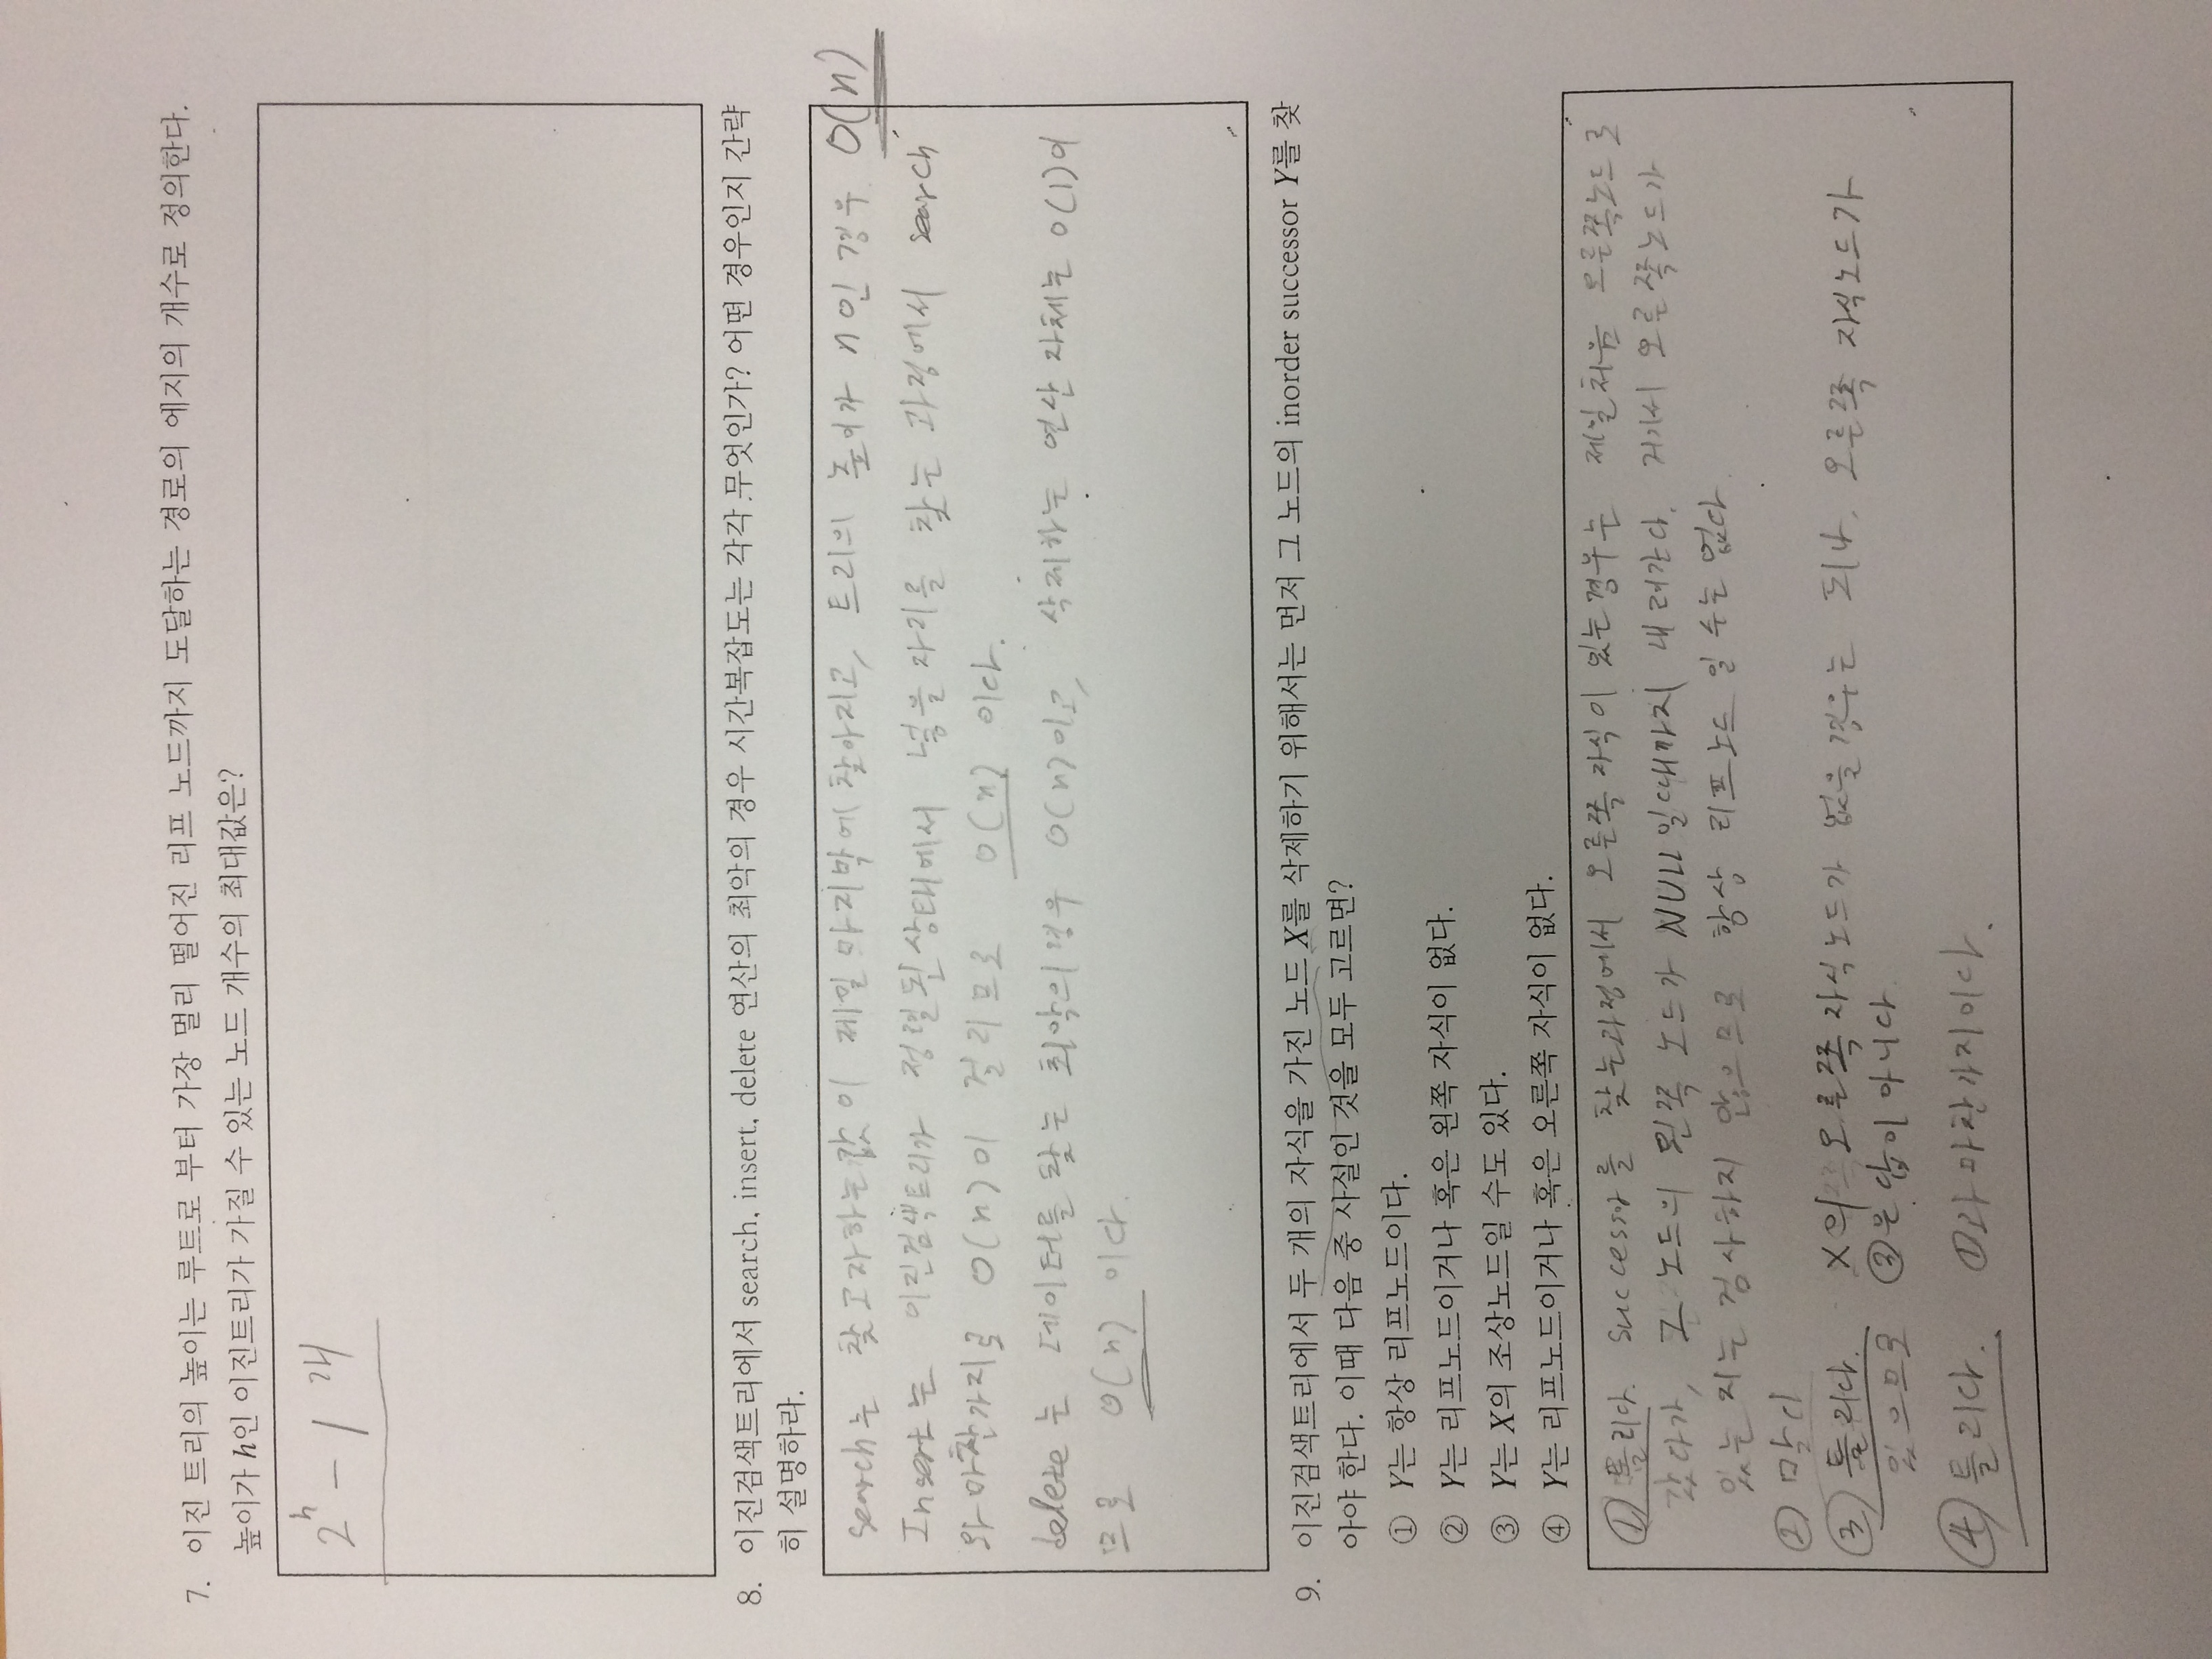 7. 이진 트리의 높이는 루트로 부터 가장 멀리 떨어진 리프 노드까지 도달하는 경로의 에지의 개수로 정의한다.
높이가 h인 이진트리가 가질 수 있는 노드 개수의 최대값은?
2^h - 1 개
8. 이진검색트리에서 search, insert, delete 연산의 최악의 경우 시간복잡도는 각각 무엇인가? 어떤 경우인지 간략
히 설명하라.
search는 찾고자하는 값이 제일 마지막에 찾아지고, 트리의 높이가 n인 경우 O(n)
Insert는 이진검색트리가 정렬된 상태에서 넣을 자리를 찾는 과정에서 search
와 마찬가지로 O(n)이 걸리므로 O(n) 이다.
delete는 데이터를 찾는 최악의 경우 O(n)이고, 삭제하는 연산 자체는 O(1)이
므로 O(n) 이다.
9. 이진검색트리에서 두 개의 자식을 가진 노드 X를 삭제하기 위해서는 먼저 그 노드의 inorder successor Y를 찾
아야 한다. 이때 다음 중 사실인 것을 모두 고르면?
① Y는 항상 리프노드이다.
② Y는 리프노드이거나 혹은 왼쪽 자식이 없다.
③ Y는 X의 조상노드일 수도 있다.
④ Y는 리프노드이거나 혹은 오른쪽 자식이 없다.
① 틀리다. successor를 찾는과정에서 오른쪽 자식이 있는경우는 제일처음 오른쪽노드로
갔다가, 그 노드의 왼쪽 노드가 NULL일때까지 내려간다. 거기서 오른쪽노드가
있는 지는 검사하지 않으므로 항상 리프노드 일 수는 없다
② 맞다
③ 틀리다. X의 오른쪽 자식노드가 없을 경우는 되나, 오른쪽 자식노드가
있으므로 ③은 답이 아니다
④ 틀리다. ①과 마찬가지이다.